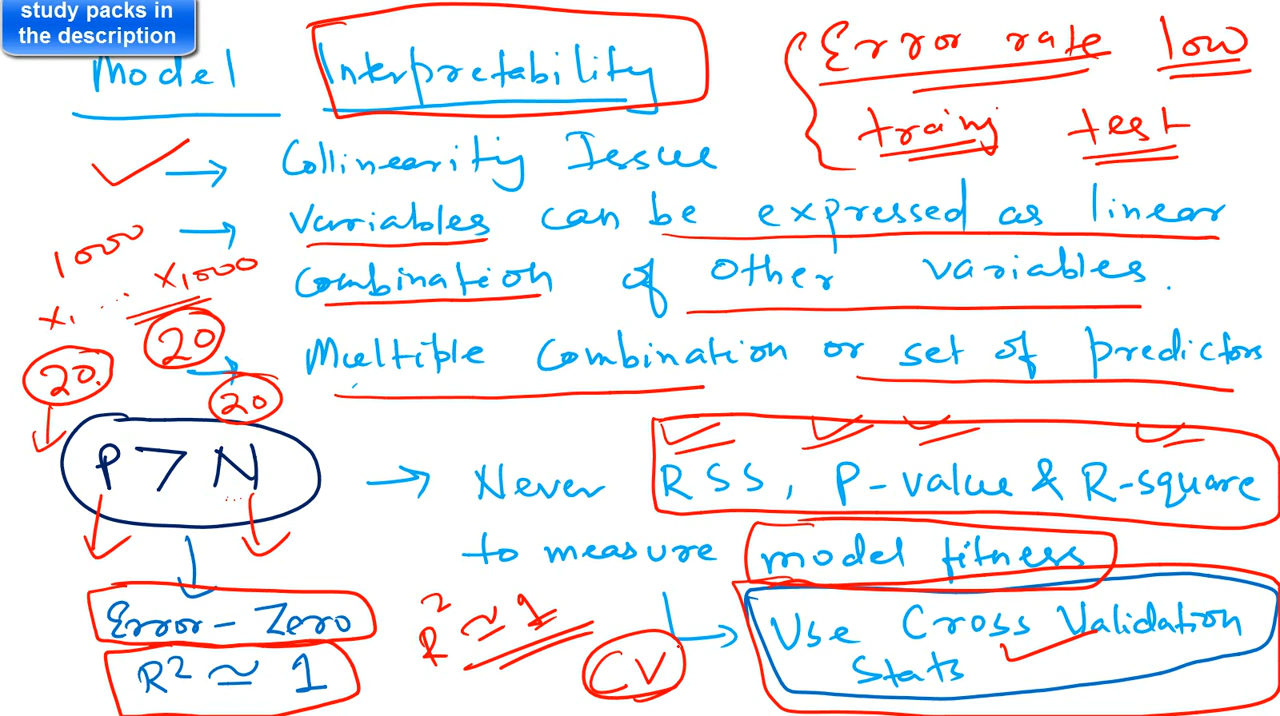 study packs in
the description
Model Interpretability
Error rate low
traing test
→ Collinearitiy Issue
1000 → Variables can be expressed as linear
X1 ... X1000 Combination of other variables.
20 20 → Multiple Combination or set of predictors
20
P > N → Never RSS, P-value & R-square
to measure model fitness
Error - Zero R² ≃ 1 → Use Cross Validation
R² ≃ 1 CV Stats